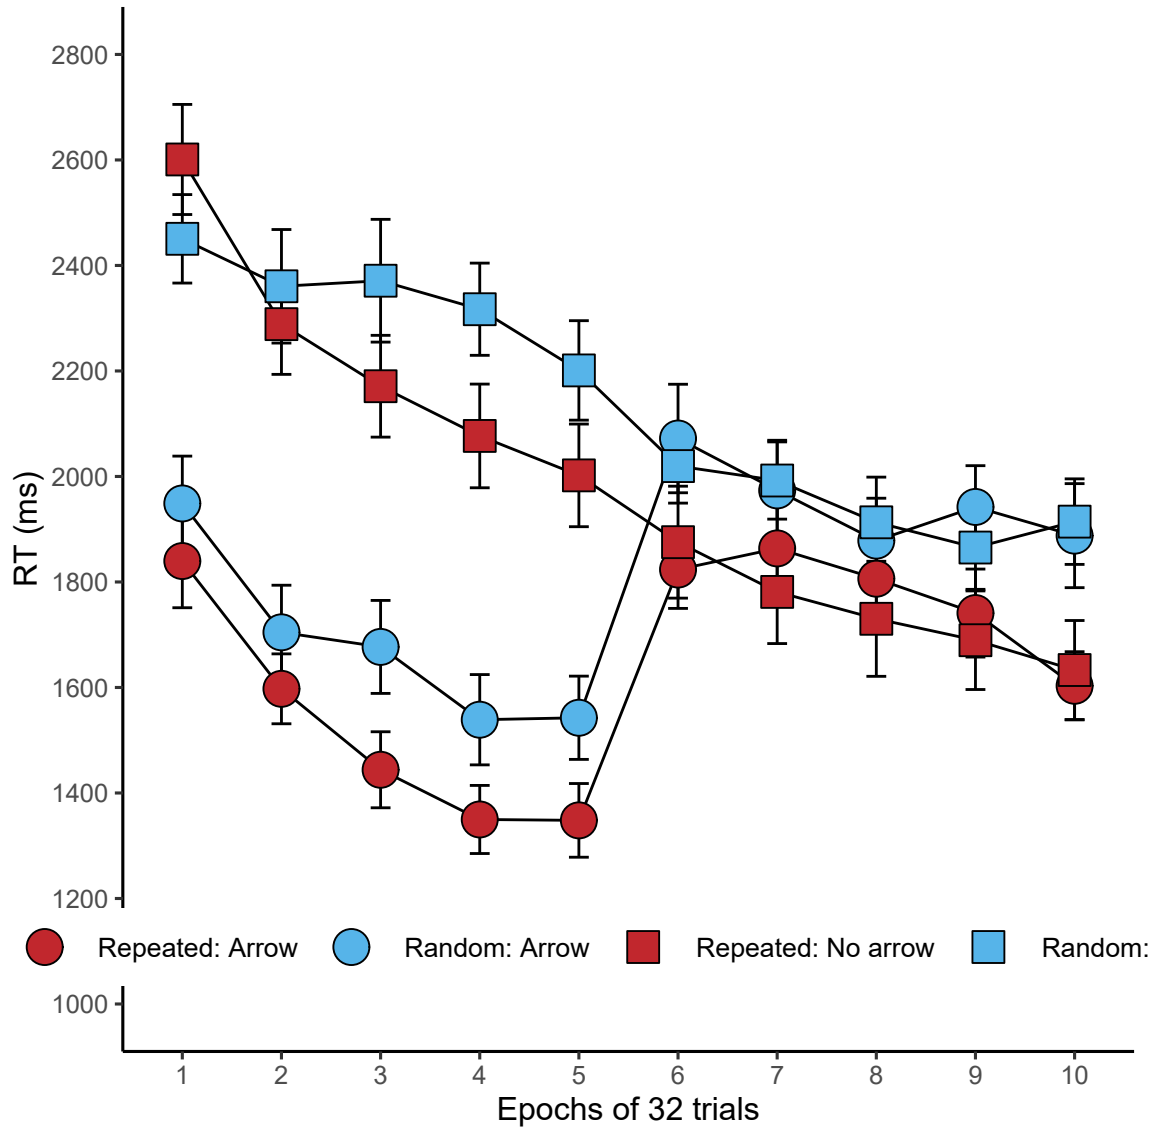 2800
2600
2400
2200
2000
1800
1600
1400
1200
1000
RT (ms)
Repeated: Arrow Random: Arrow Repeated: No arrow Random:
1 2 3 4 5 6 7 8 9 10
Epochs of 32 trials